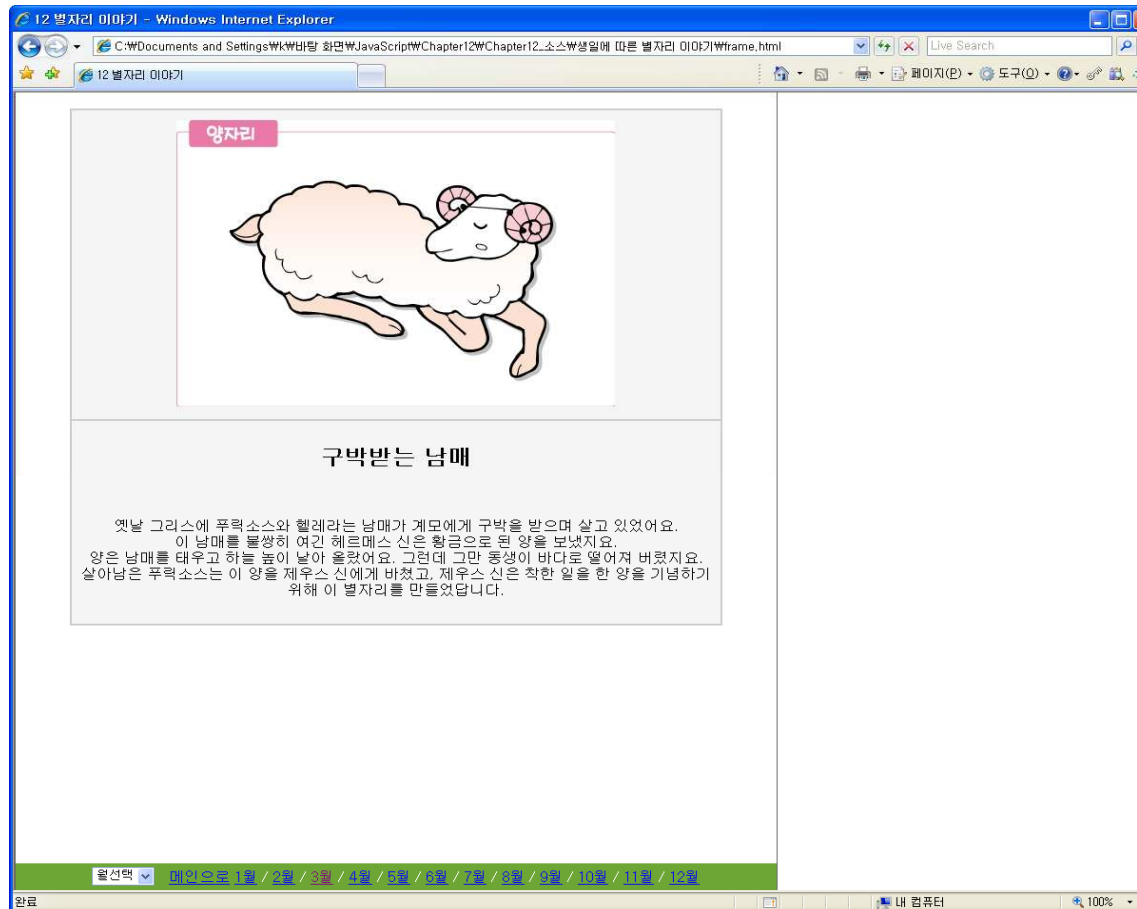 12 별자리 이야기 - Windows Internet Explorer
C:₩Documents and Settings₩k₩바탕 화면₩JavaScript₩Chapter12₩Chapter12_소스₩생일에 따른 별자리 이야기₩frame.html
Live Search
12 별자리 이야기
페이지(P)
도구(O)
양자리
구박받는 남매
옛날 그리스에 푸릭소스와 헬레라는 남매가 계모에게 구박을 받으며 살고 있었어요.
이 남매를 불쌍히 여긴 헤르메스 신은 황금으로 된 양을 보냈지요.
양은 남매를 태우고 하늘 높이 날아 올랐어요. 그런데 그만 동생이 바다로 떨어져 버렸지요.
살아남은 푸릭소스는 이 양을 제우스 신에게 바쳤고, 제우스 신은 착한 일을 한 양을 기념하기
위해 이 별자리를 만들었답니다.
월선택 메인으로 1월 / 2월 / 3월 / 4월 / 5월 / 6월 / 7월 / 8월 / 9월 / 10월 / 11월 / 12월
완료 내 컴퓨터 100%